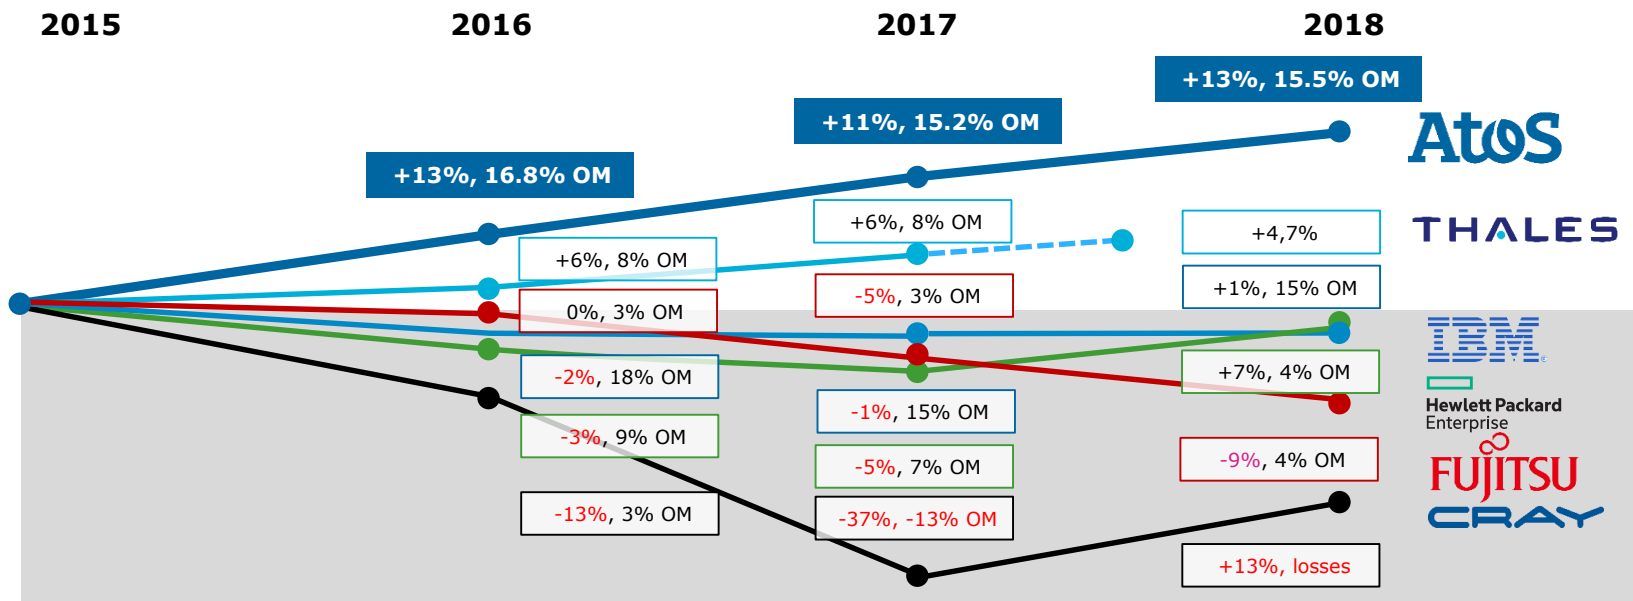 2015 2016 2017 2018
+13%, 15.5% OM
+11%, 15.2% OM
+13%, 16.8% OM
Atos
+6%, 8% OM
+4,7%
THALES
+6%, 8% OM
-5%, 3% OM
+1%, 15% OM
0%, 3% OM
IBM
-2%, 18% OM
+7%, 4% OM
-1%, 15% OM
Hewlett Packard
Enterprise
-3%, 9% OM
-5%, 7% OM
-9%, 4% OM
FUJITSU
-13%, 3% OM
-37%, -13% OM
CRAY
+13%, losses